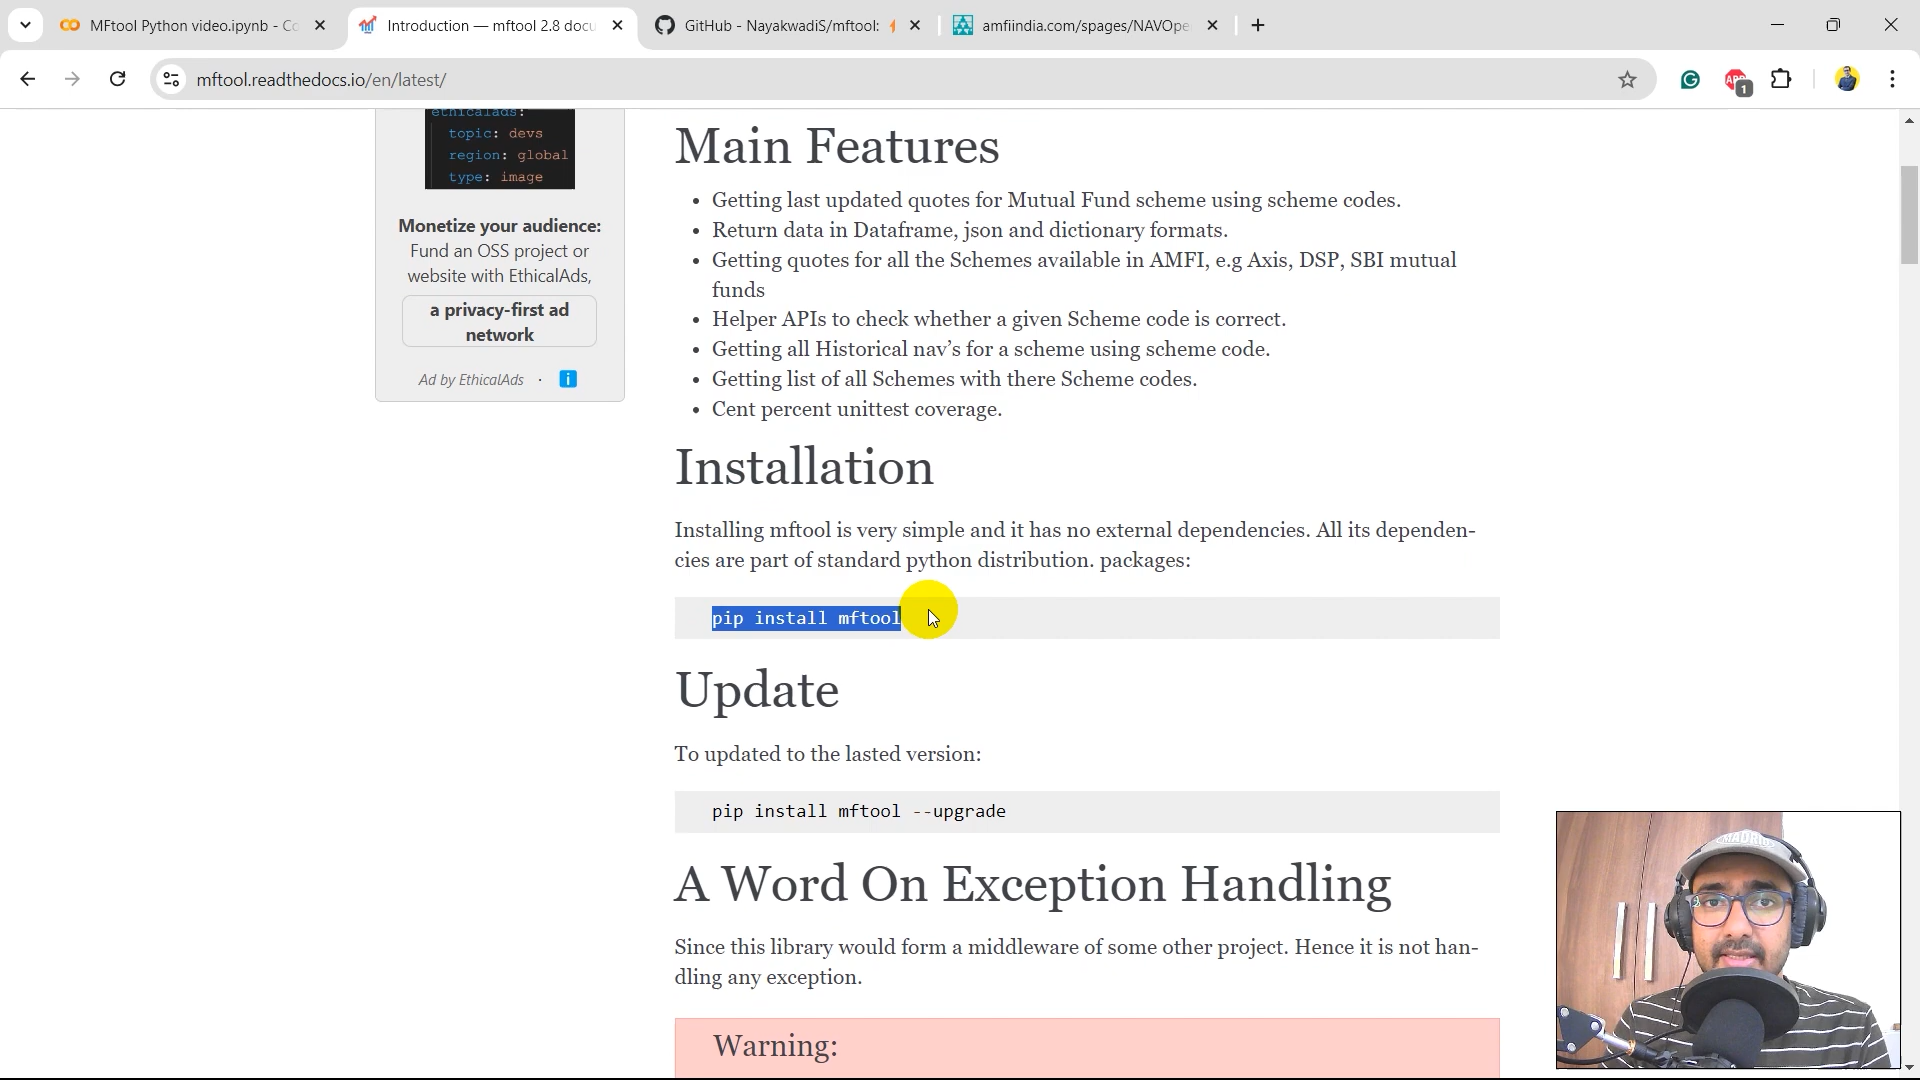 MFtool Python video.ipynb - Co
Introduction — mftool 2.8 docu
GitHub - NayakwadiS/mftool:
amfiindia.com/spages/NAVOpe
mftool.readthedocs.io/en/latest/
1
ethicalads:
topic: devs
region: global
type: image
Monetize your audience:
Fund an OSS project or
website with EthicalAds,
a privacy-first ad
network
Ad by EthicalAds ·
Main Features
• Getting last updated quotes for Mutual Fund scheme using scheme codes.
• Return data in Dataframe, json and dictionary formats.
• Getting quotes for all the Schemes available in AMFI, e.g Axis, DSP, SBI mutual
funds
• Helper APIs to check whether a given Scheme code is correct.
• Getting all Historical nav’s for a scheme using scheme code.
• Getting list of all Schemes with there Scheme codes.
• Cent percent unittest coverage.
Installation
Installing mftool is very simple and it has no external dependencies. All its dependen-
cies are part of standard python distribution. packages:
pip install mftool
Update
To updated to the lasted version:
pip install mftool --upgrade
A Word On Exception Handling
Since this library would form a middleware of some other project. Hence it is not han-
dling any exception.
Warning: